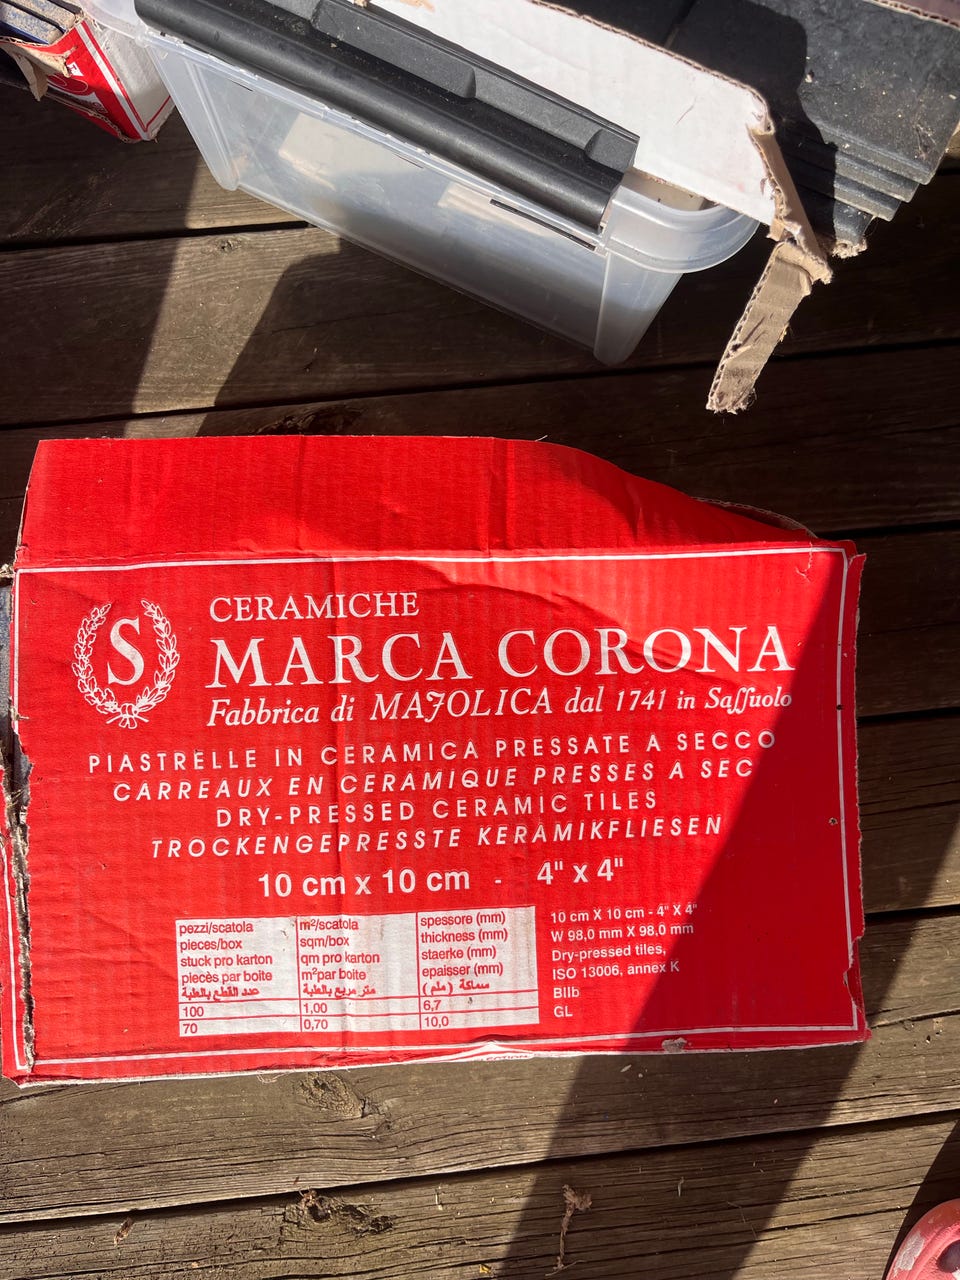 S
CERAMICHE
MARCA CORONA
Fabbrica di MAJOLICA dal 1741 in Sassuolo
PIASTRELLE IN CERAMICA PRESSATE A SECCO
CARREAUX EN CERAMIQUE PRESSES A SEC
DRY-PRESSED CERAMIC TILES
TROCKENGEPRESSTE KERAMIKFLIESEN
10 cm x 10 cm - 4" x 4"
pezzi/scatola m²/scatola spessore (mm)
pieces/box sqm/box thickness (mm)
stuck pro karton qm pro karton staerke (mm)
piecès par boite m²par boite epaisser (mm)
عدد القطع بالعلبة متر مربع بالعلبة سماكة (ملم)
100 1,00 6,7
70 0,70 10,0
10 cm X 10 cm - 4" X 4"
W 98,0 mm X 98,0 mm
Dry-pressed tiles,
ISO 13006, annex K
BIIb
GL